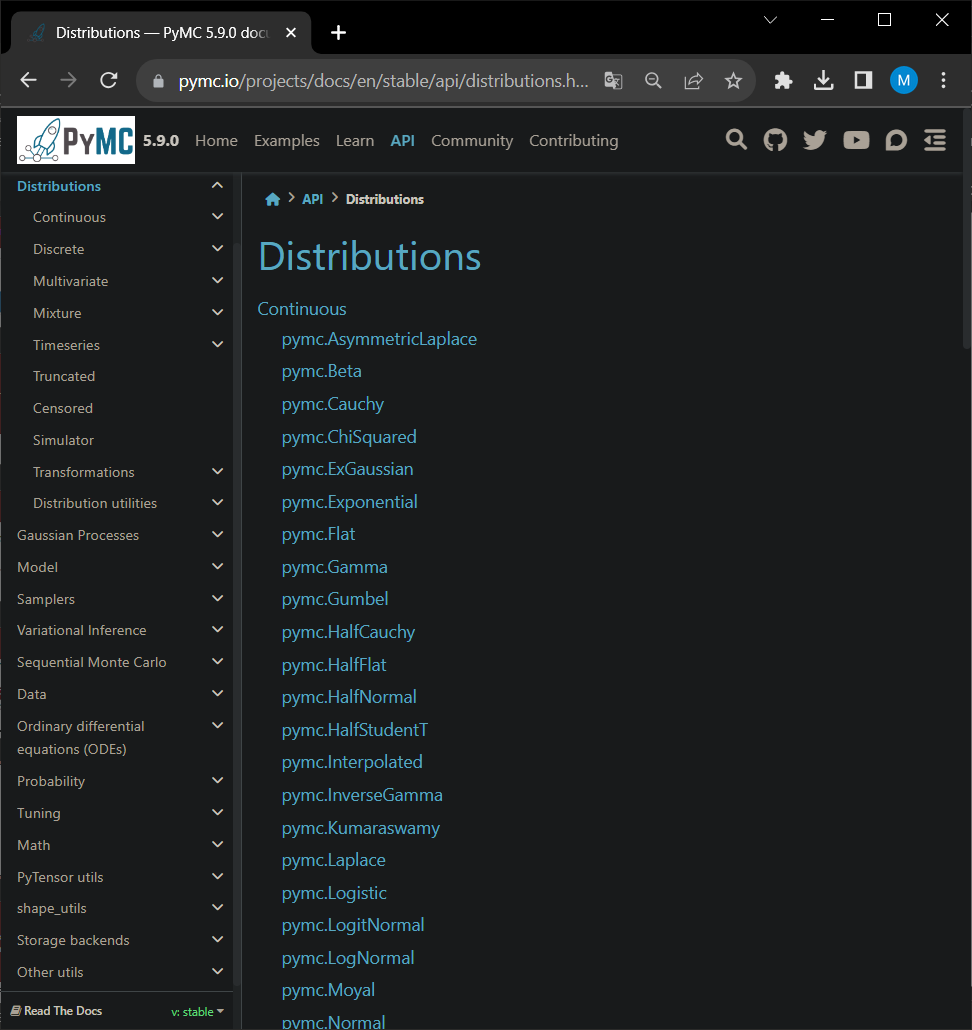 Distributions — PyMC 5.9.0 docu
pymc.io/projects/docs/en/stable/api/distributions.h...
M
PyMC 5.9.0 Home Examples Learn API Community Contributing
Distributions
Continuous
Discrete
Multivariate
Mixture
Timeseries
Truncated
Censored
Simulator
Transformations
Distribution utilities
Gaussian Processes
Model
Samplers
Variational Inference
Sequential Monte Carlo
Data
Ordinary differential
equations (ODEs)
Probability
Tuning
Math
PyTensor utils
shape_utils
Storage backends
Other utils
Read The Docs v: stable
API Distributions
Distributions
Continuous
pymc.AsymmetricLaplace
pymc.Beta
pymc.Cauchy
pymc.ChiSquared
pymc.ExGaussian
pymc.Exponential
pymc.Flat
pymc.Gamma
pymc.Gumbel
pymc.HalfCauchy
pymc.HalfFlat
pymc.HalfNormal
pymc.HalfStudentT
pymc.Interpolated
pymc.InverseGamma
pymc.Kumaraswamy
pymc.Laplace
pymc.Logistic
pymc.LogitNormal
pymc.LogNormal
pymc.Moyal
pymc.Normal